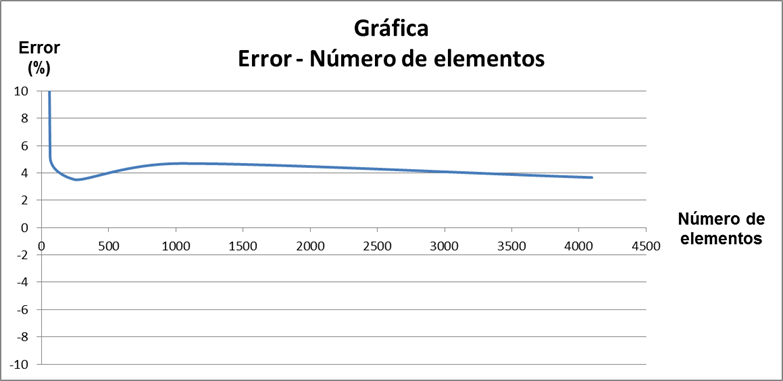 Gráfica
Error - Número de elementos
Error
(%)
10
8
6
4
2
0
-2
-4
-6
-8
-10
0 500 1000 1500 2000 2500 3000 3500 4000 4500
Número de
elementos